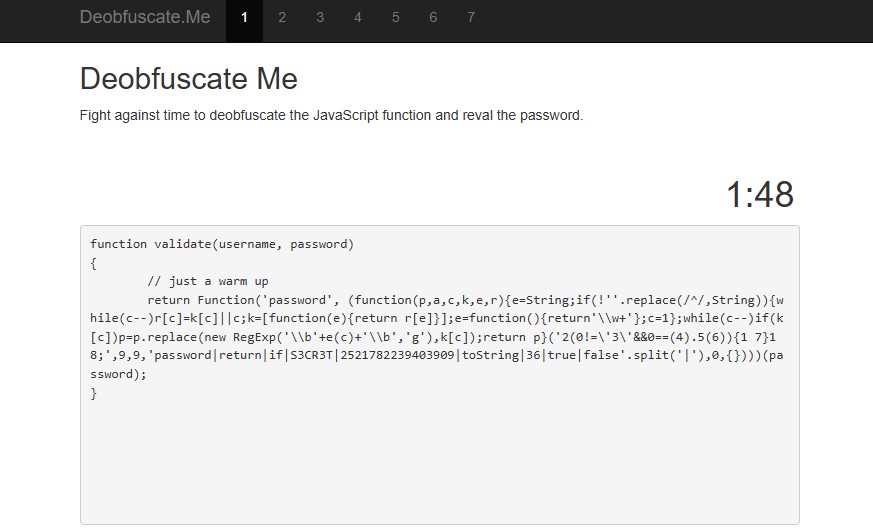 Deobfuscate.Me 1 2 3 4 5 6 7
Deobfuscate Me
Fight against time to deobfuscate the JavaScript function and reval the password.
1:48
function validate(username, password)
{
// just a warm up
return Function('password', (function(p,a,c,k,e,r){e=String;if(!''.replace(/^/,String)){w
hile(c--)r[c]=k[c]||c;k=[function(e){return r[e]}];e=function(){return'\\w+'};c=1};while(c--)if(k
[c])p=p.replace(new RegExp('\\b'+e(c)+'\\b','g'),k[c]);return p}('2(0!=\'3\'&&0==(4).5(6)){1 7}1
8;',9,9,'password|return|if|S3CR3T|2521782239403909|toString|36|true|false'.split('|'),0,{})))(pa
ssword);
}